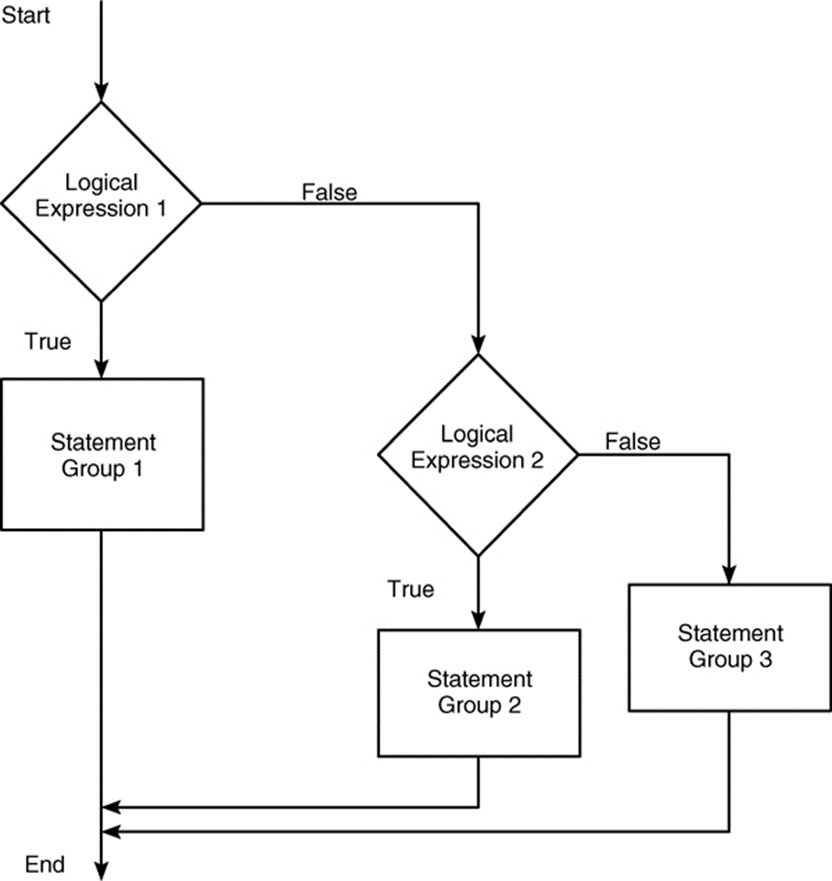 Start
Logical
Expression 1
False
True
Statement
Group 1
Logical
Expression 2
False
True
Statement
Group 2
Statement
Group 3
End